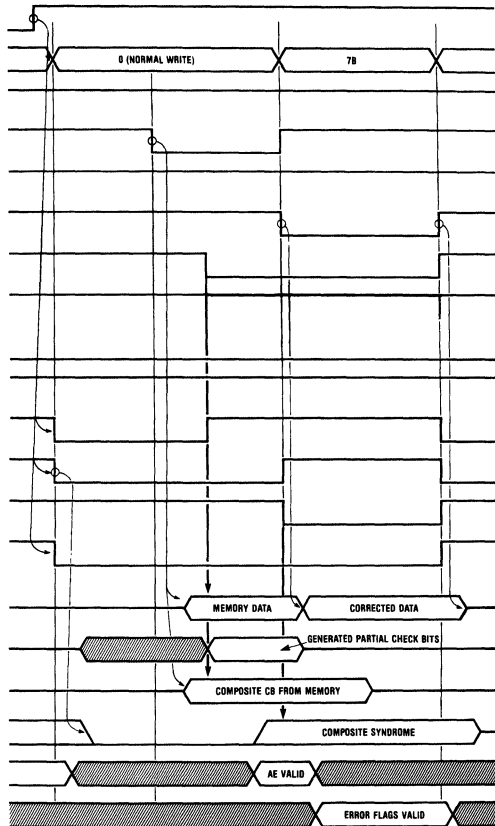 0 (NORMAL WRITE)
7B
MEMORY DATA
CORRECTED DATA
GENERATED PARTIAL CHECK BITS
COMPOSITE CB FROM MEMORY
COMPOSITE SYNDROME
AE VALID
ERROR FLAGS VALID